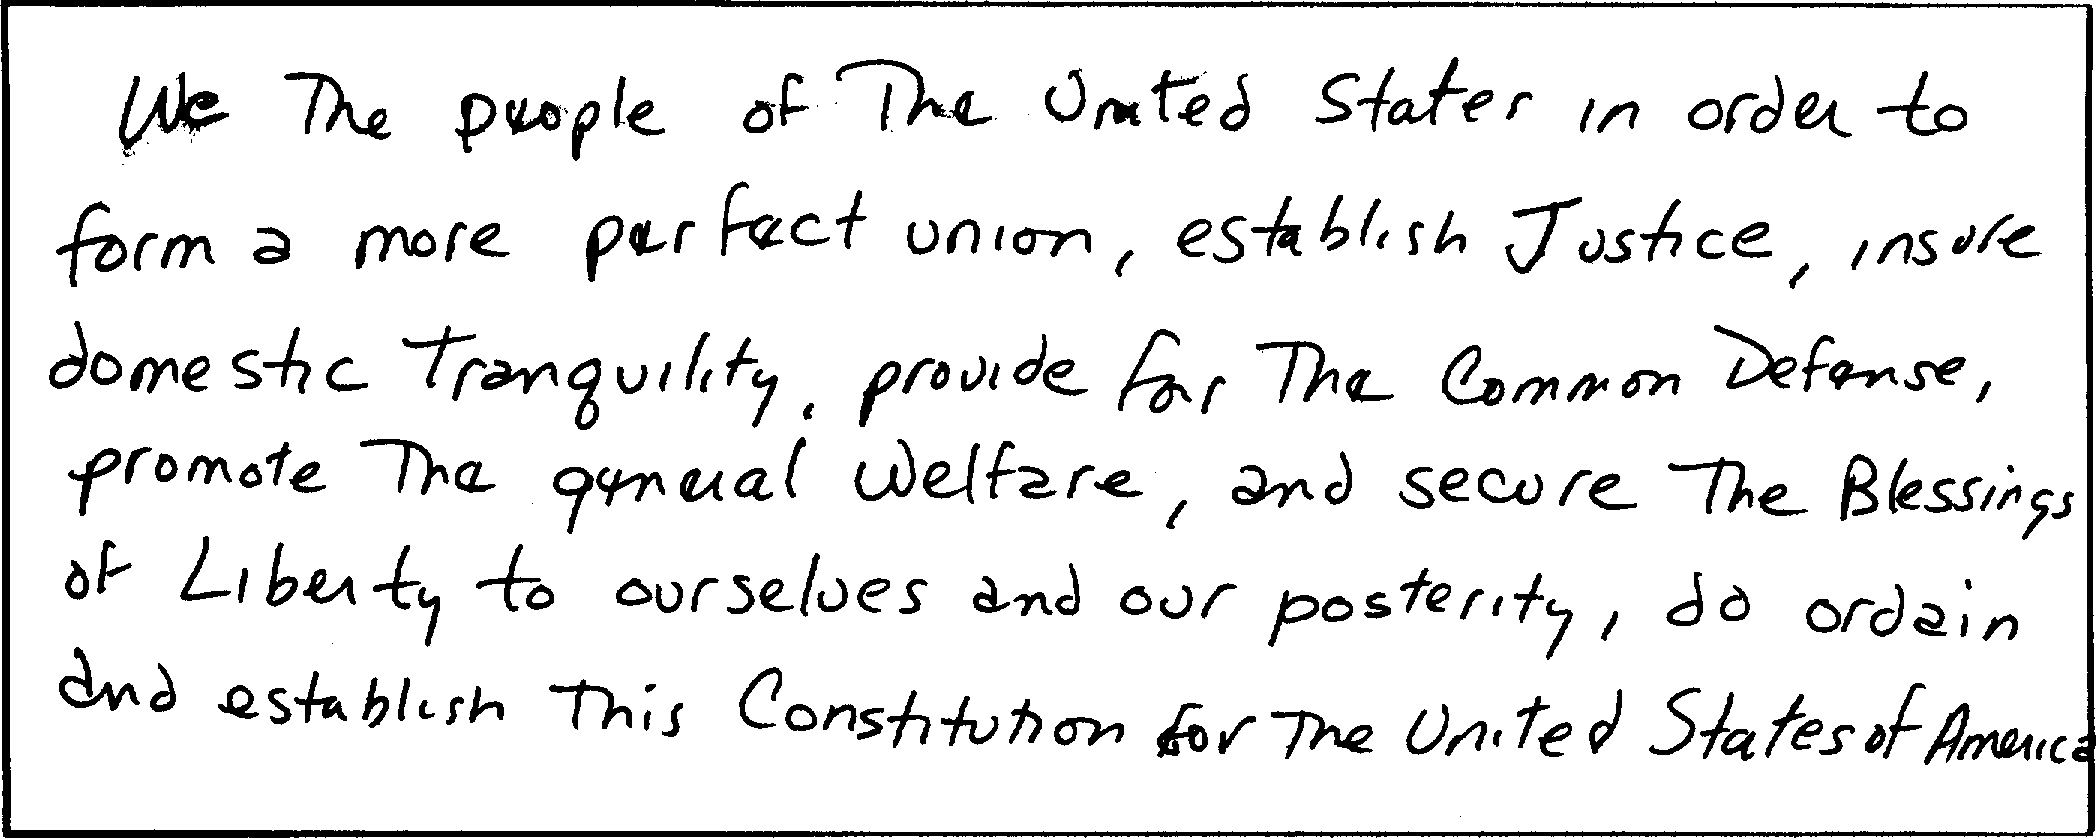 We The people of The United States in order to
form a more perfect union, establish Justice, insure
domestic Tranquility, provide for The Common Defense,
promote The general Welfare, and secure The Blessings
of Liberty to ourselves and our posterity, do ordain
and establish This Constitution for The United States of America